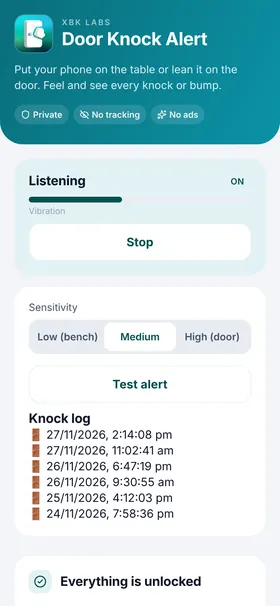 XBK LABS
Door Knock Alert
Put your phone on the table or lean it on the
door. Feel and see every knock or bump.
Private
No tracking
No ads
Listening
ON
Vibration
Stop
Sensitivity
Low (bench)
Medium
High (door)
Test alert
Knock log
🚪 27/11/2026, 2:14:08 pm
🚪 27/11/2026, 11:02:41 am
🚪 26/11/2026, 6:47:19 pm
🚪 26/11/2026, 9:30:55 am
🚪 25/11/2026, 4:12:03 pm
🚪 24/11/2026, 7:58:36 pm
Everything is unlocked